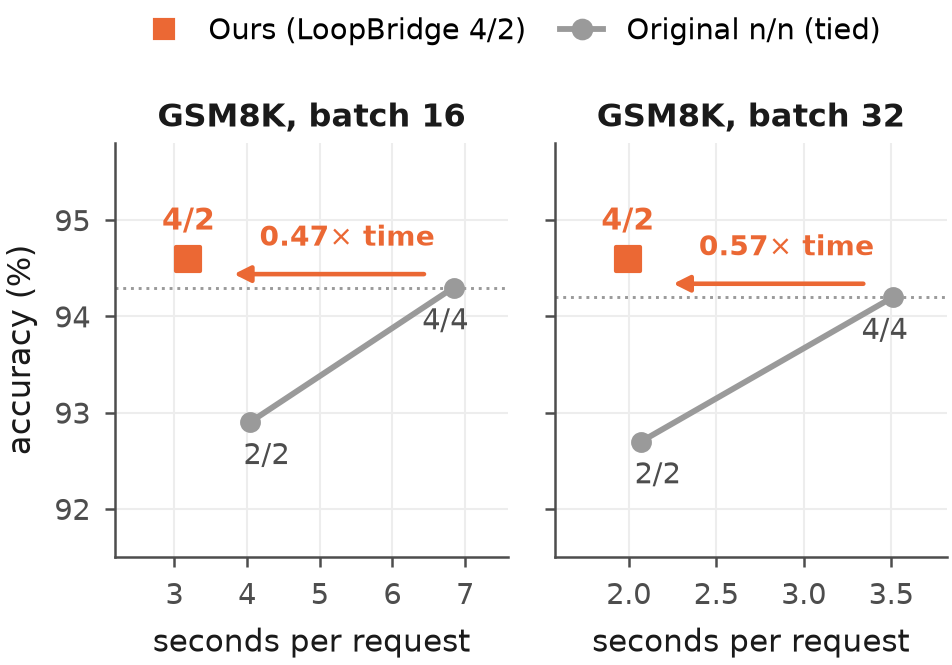 Ours (LoopBridge 4/2) Original n/n (tied)
GSM8K, batch 16
accuracy (%)
95
94
93
92
4/2
0.47× time
4/4
2/2
3 4 5 6 7
seconds per request
GSM8K, batch 32
4/2
0.57× time
4/4
2/2
2.0 2.5 3.0 3.5
seconds per request